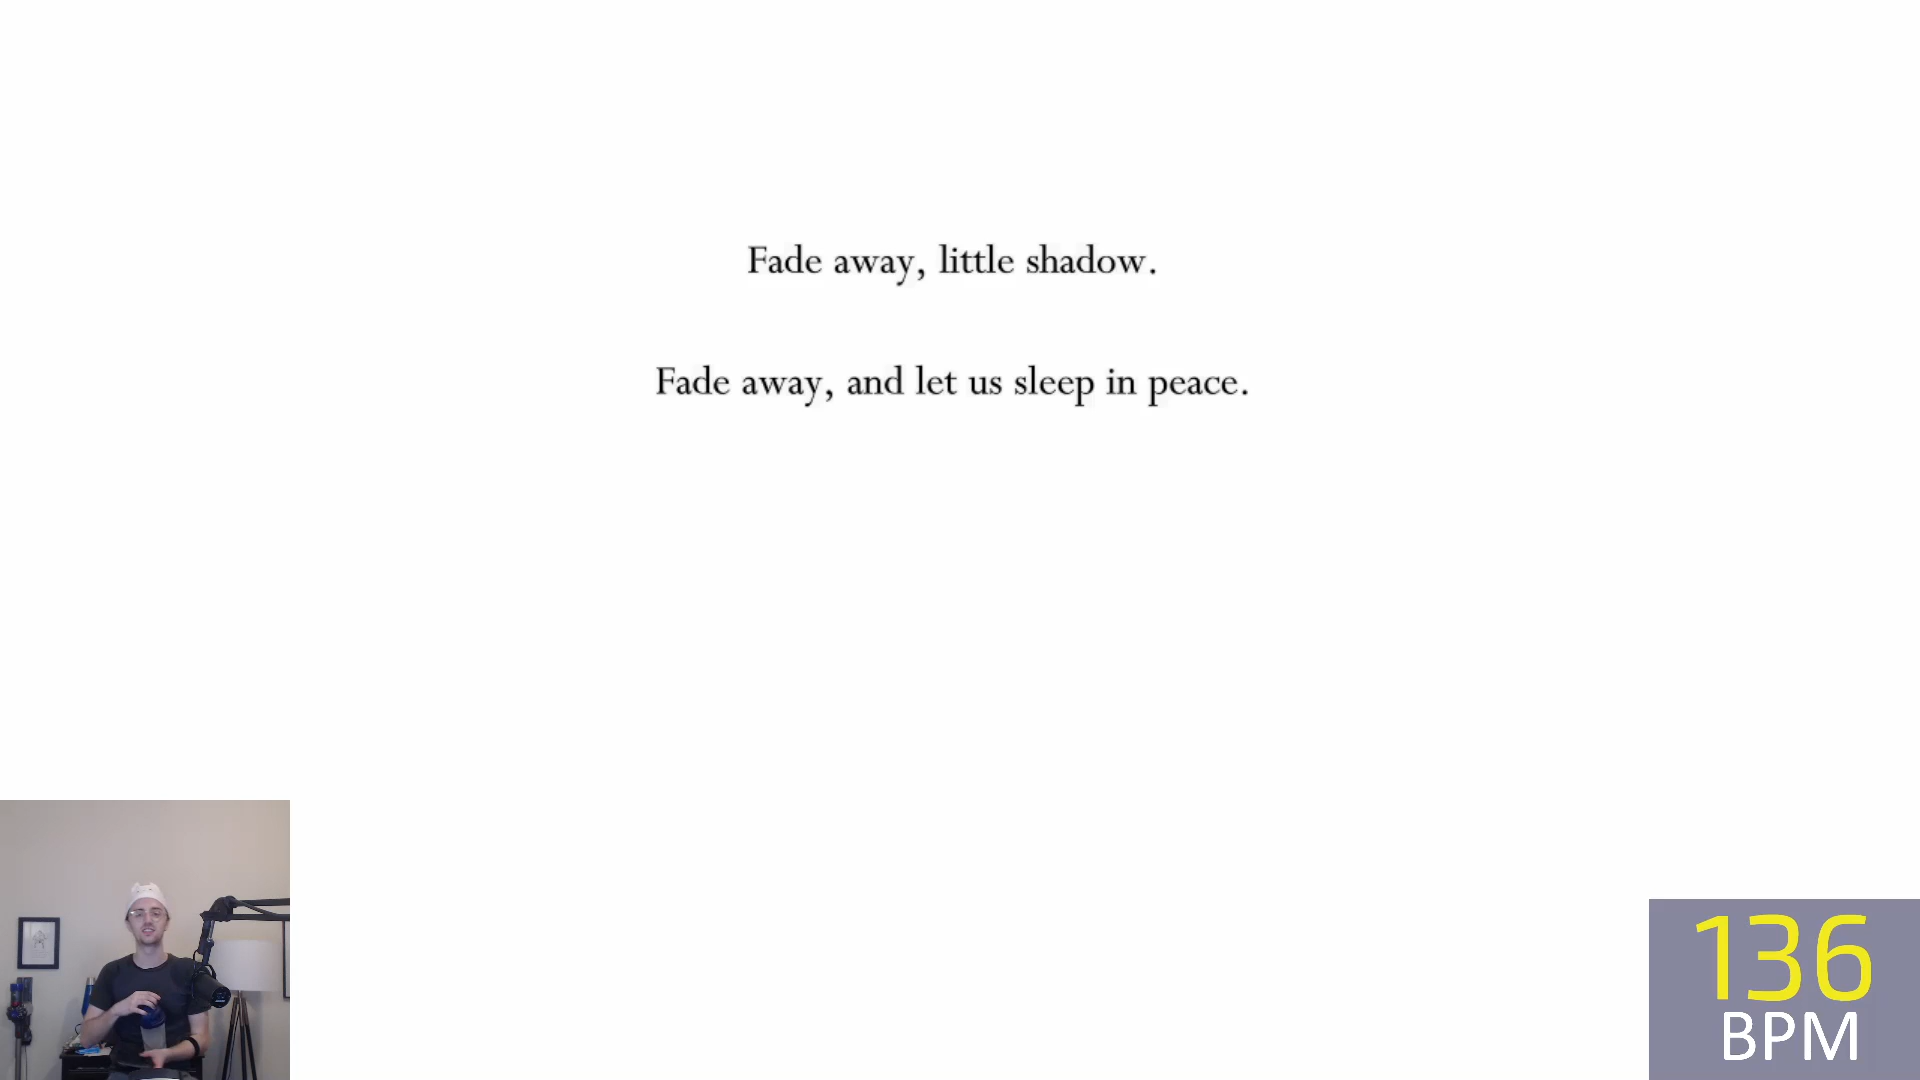 Fade away, little shadow.
Fade away, and let us sleep in peace.
136
BPM